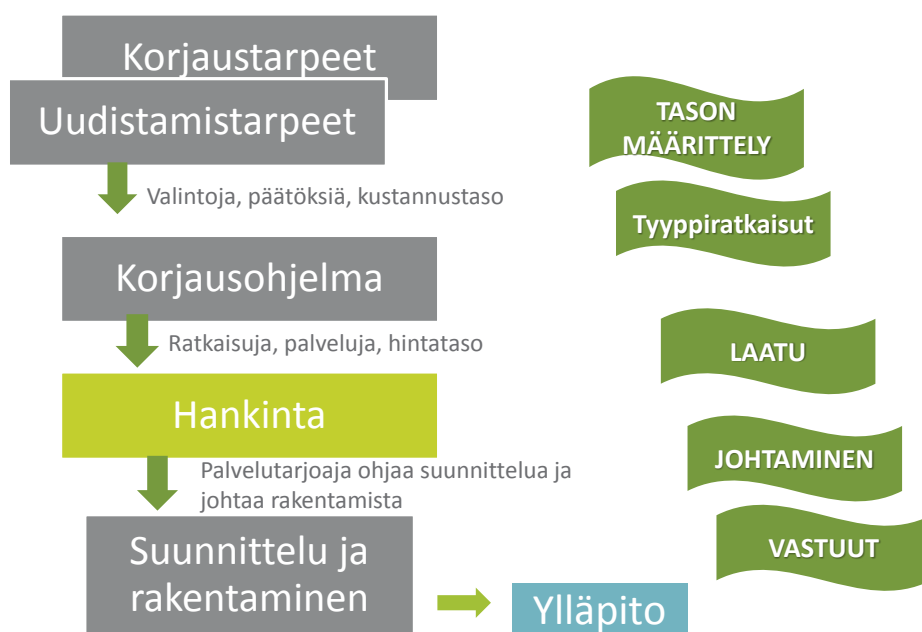 Korjaustarpeet
Uudistamistarpeet
Valintoja, päätöksiä, kustannustaso
Korjausohjelma
Ratkaisuja, palveluja, hintataso
Hankinta
Palvelutarjoaja ohjaa suunnittelua ja
johtaa rakentamista
Suunnittelu ja
rakentaminen
Ylläpito
TASON
MÄÄRITTELY
Tyyppiratkaisut
LAATU
JOHTAMINEN
VASTUUT